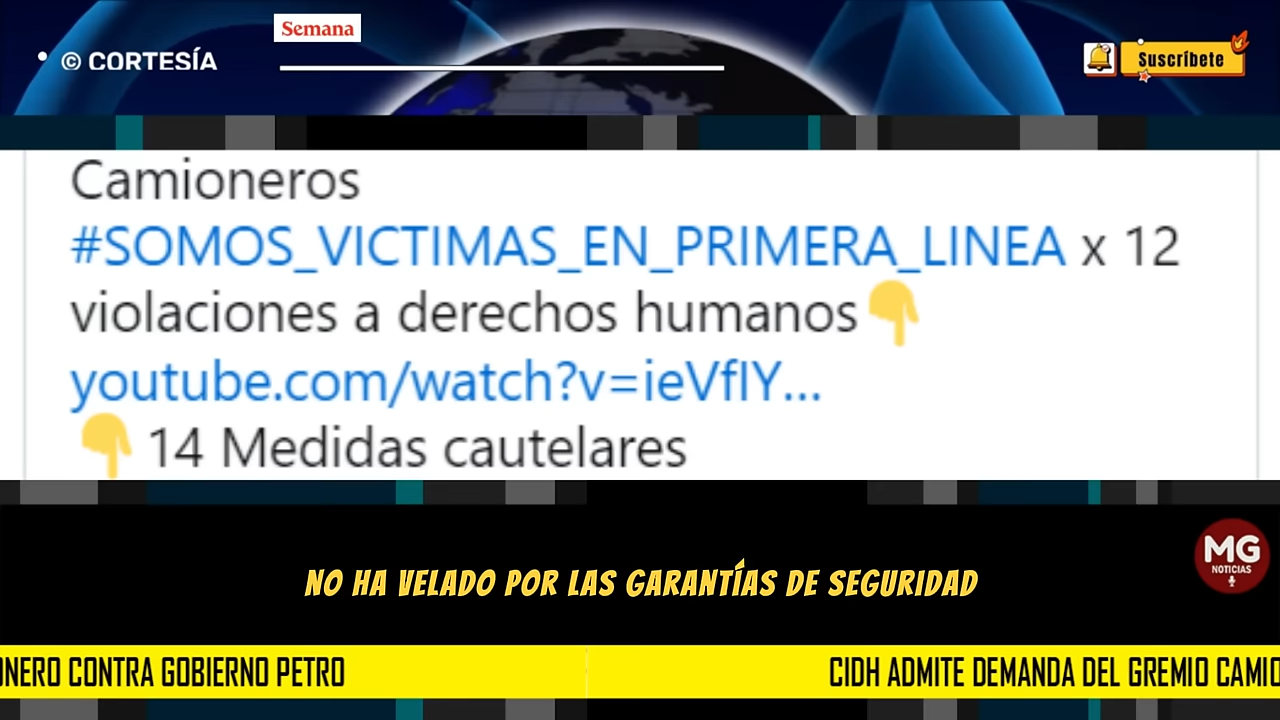 Semana
© CORTESÍA
Suscríbete
Camioneros
#SOMOS_VICTIMAS_EN_PRIMERA_LINEA x 12
violaciones a derechos humanos👇
youtube.com/watch?v=ieVfIY...
👇 14 Medidas cautelares
MG
NOTICIAS
NO HA VELADO POR LAS GARANTÍAS DE SEGURIDAD
ONERO CONTRA GOBIERNO PETRO
CIDH ADMITE DEMANDA DEL GREMIO CAMIO